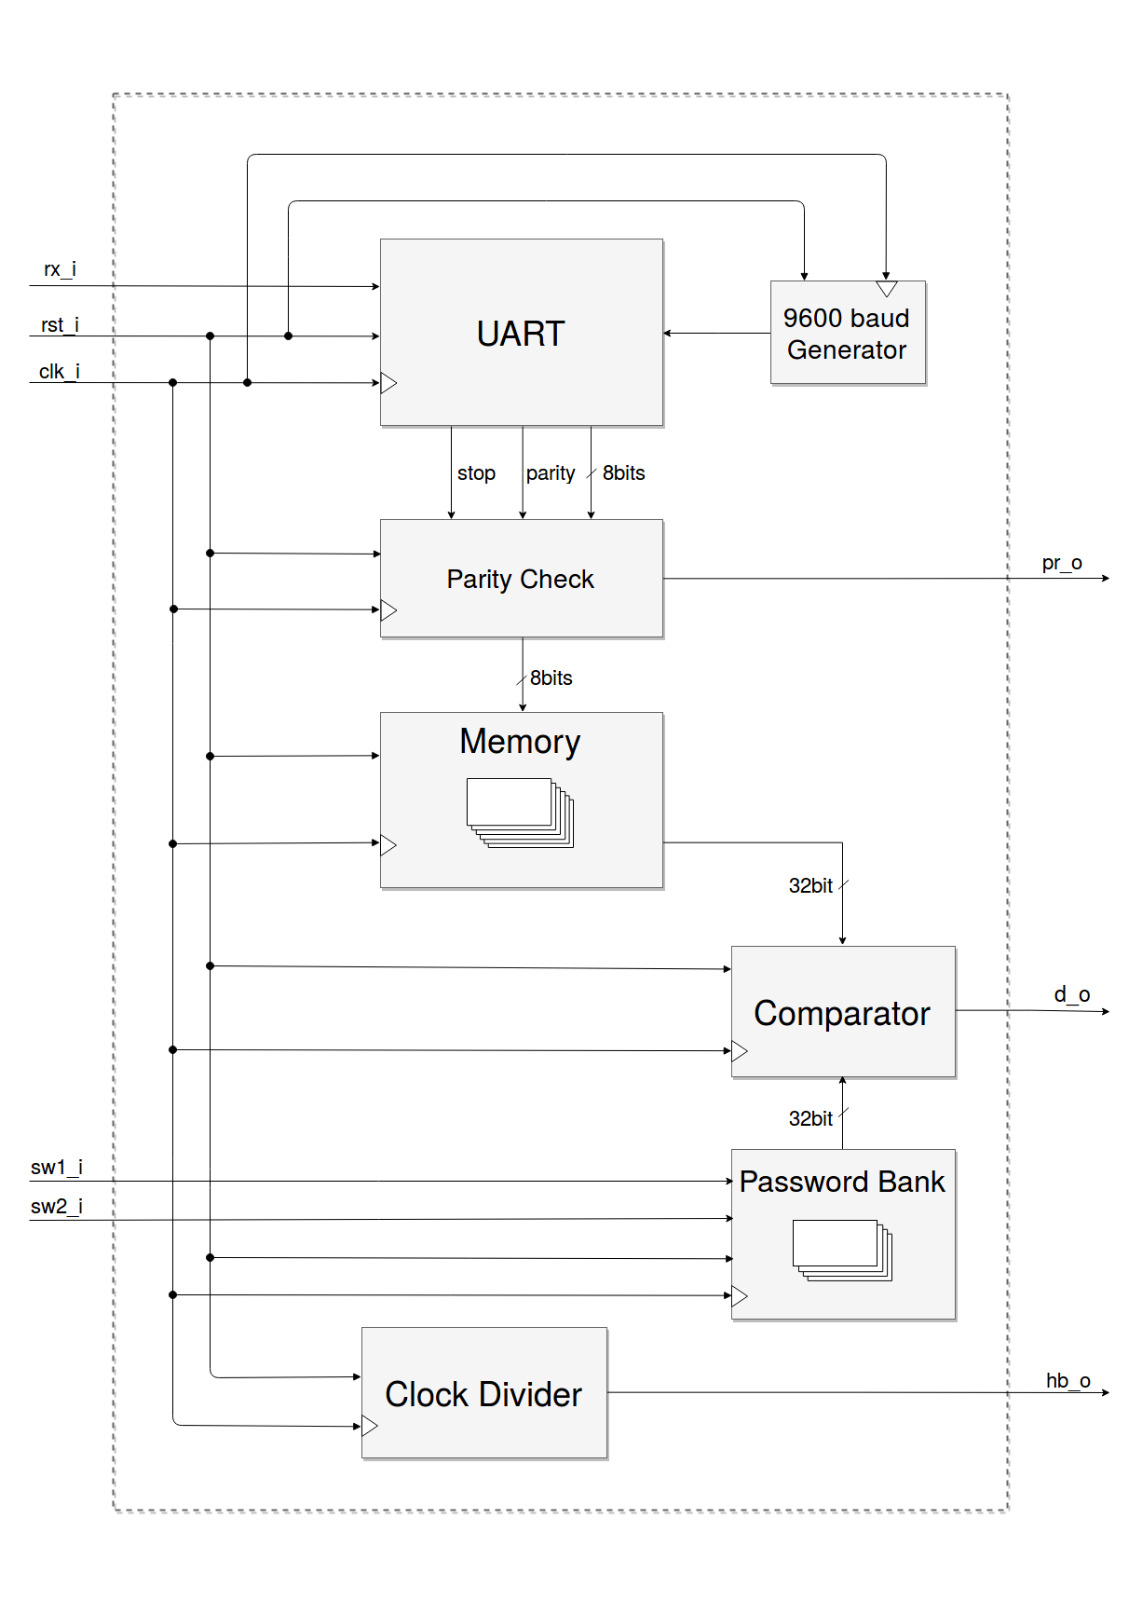 rx_i
rst_i
clk_i
UART
9600 baud
Generator
stop
parity
8bits
Parity Check
pr_o
8bits
Memory
32bit
Comparator
d_o
32bit
sw1_i
sw2_i
Password Bank
Clock Divider
hb_o